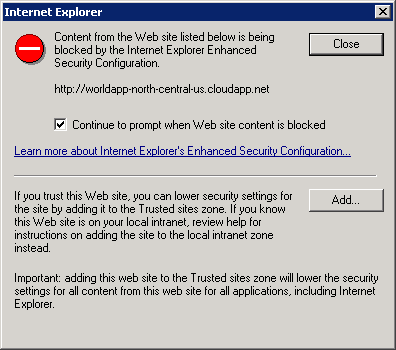 Internet Explorer
Content from the Web site listed below is being
blocked by the Internet Explorer Enhanced
Security Configuration.
Close
http://worldapp-north-central-us.cloudapp.net
Continue to prompt when Web site content is blocked
Learn more about Internet Explorer's Enhanced Security Configuration...
If you trust this Web site, you can lower security settings for
the site by adding it to the Trusted sites zone. If you know
this Web site is on your local intranet, review help for
instructions on adding the site to the local intranet zone
instead.
Add...
Important: adding this web site to the Trusted sites zone will lower the security
settings for all content from this web site for all applications, including Internet
Explorer.